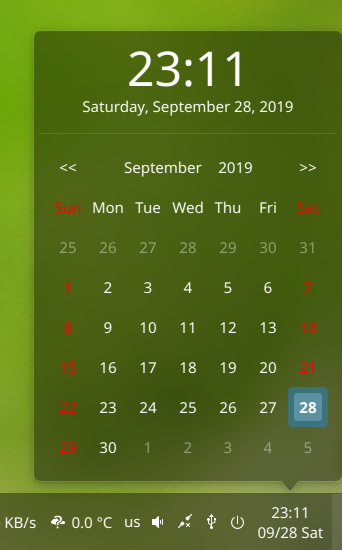 23:11
Saturday, September 28, 2019
<< September 2019 >>
Sun Mon Tue Wed Thu Fri Sat
25 26 27 28 29 30 31
1 2 3 4 5 6 7
8 9 10 11 12 13 14
15 16 17 18 19 20 21
22 23 24 25 26 27 28
29 30 1 2 3 4 5
KB/s 0.0 °C us 23:11
09/28 Sat